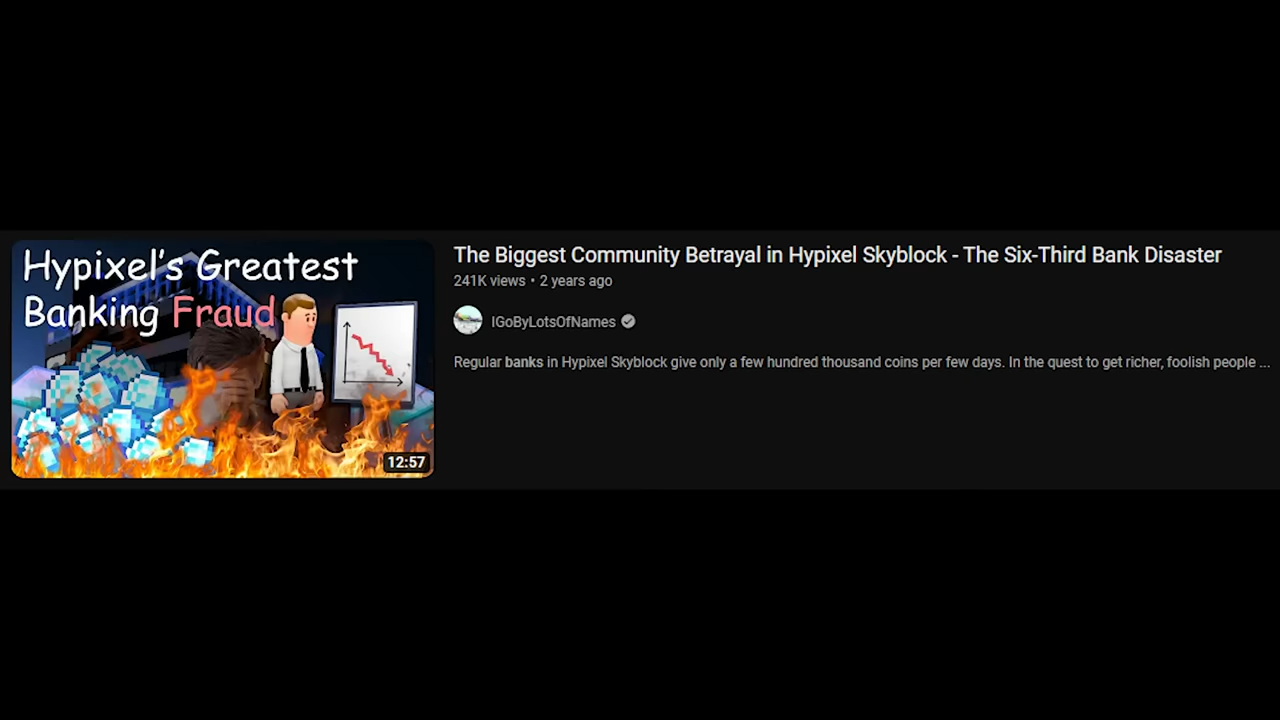 Hypixel's Greatest
Banking Fraud
12:57
The Biggest Community Betrayal in Hypixel Skyblock - The Six-Third Bank Disaster
241K views • 2 years ago
IGoByLotsOfNames
Regular banks in Hypixel Skyblock give only a few hundred thousand coins per few days. In the quest to get richer, foolish people ...